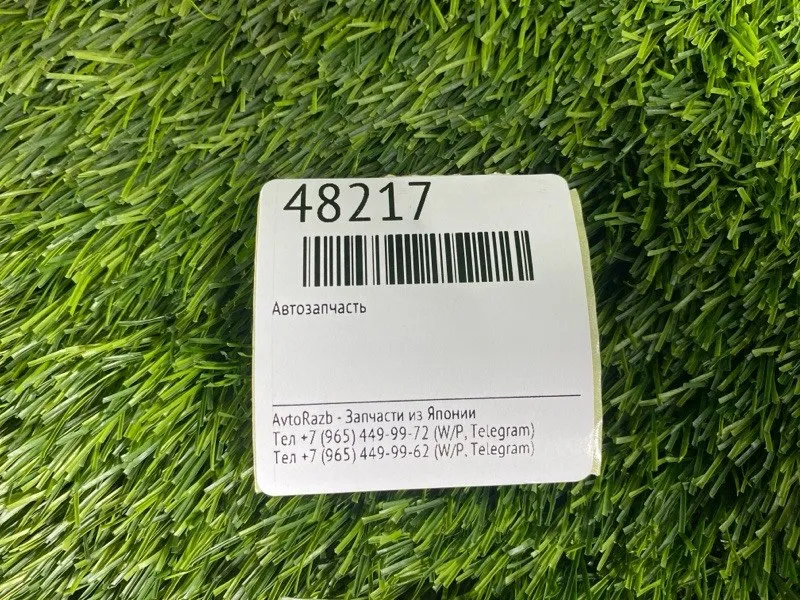 48217
Автозапчасть
AvtoRazb - Запчасти из Японии
Тел +7 (965) 449-99-72 (W/P, Telegram)
Тел +7 (965) 449-99-62 (W/P, Telegram)